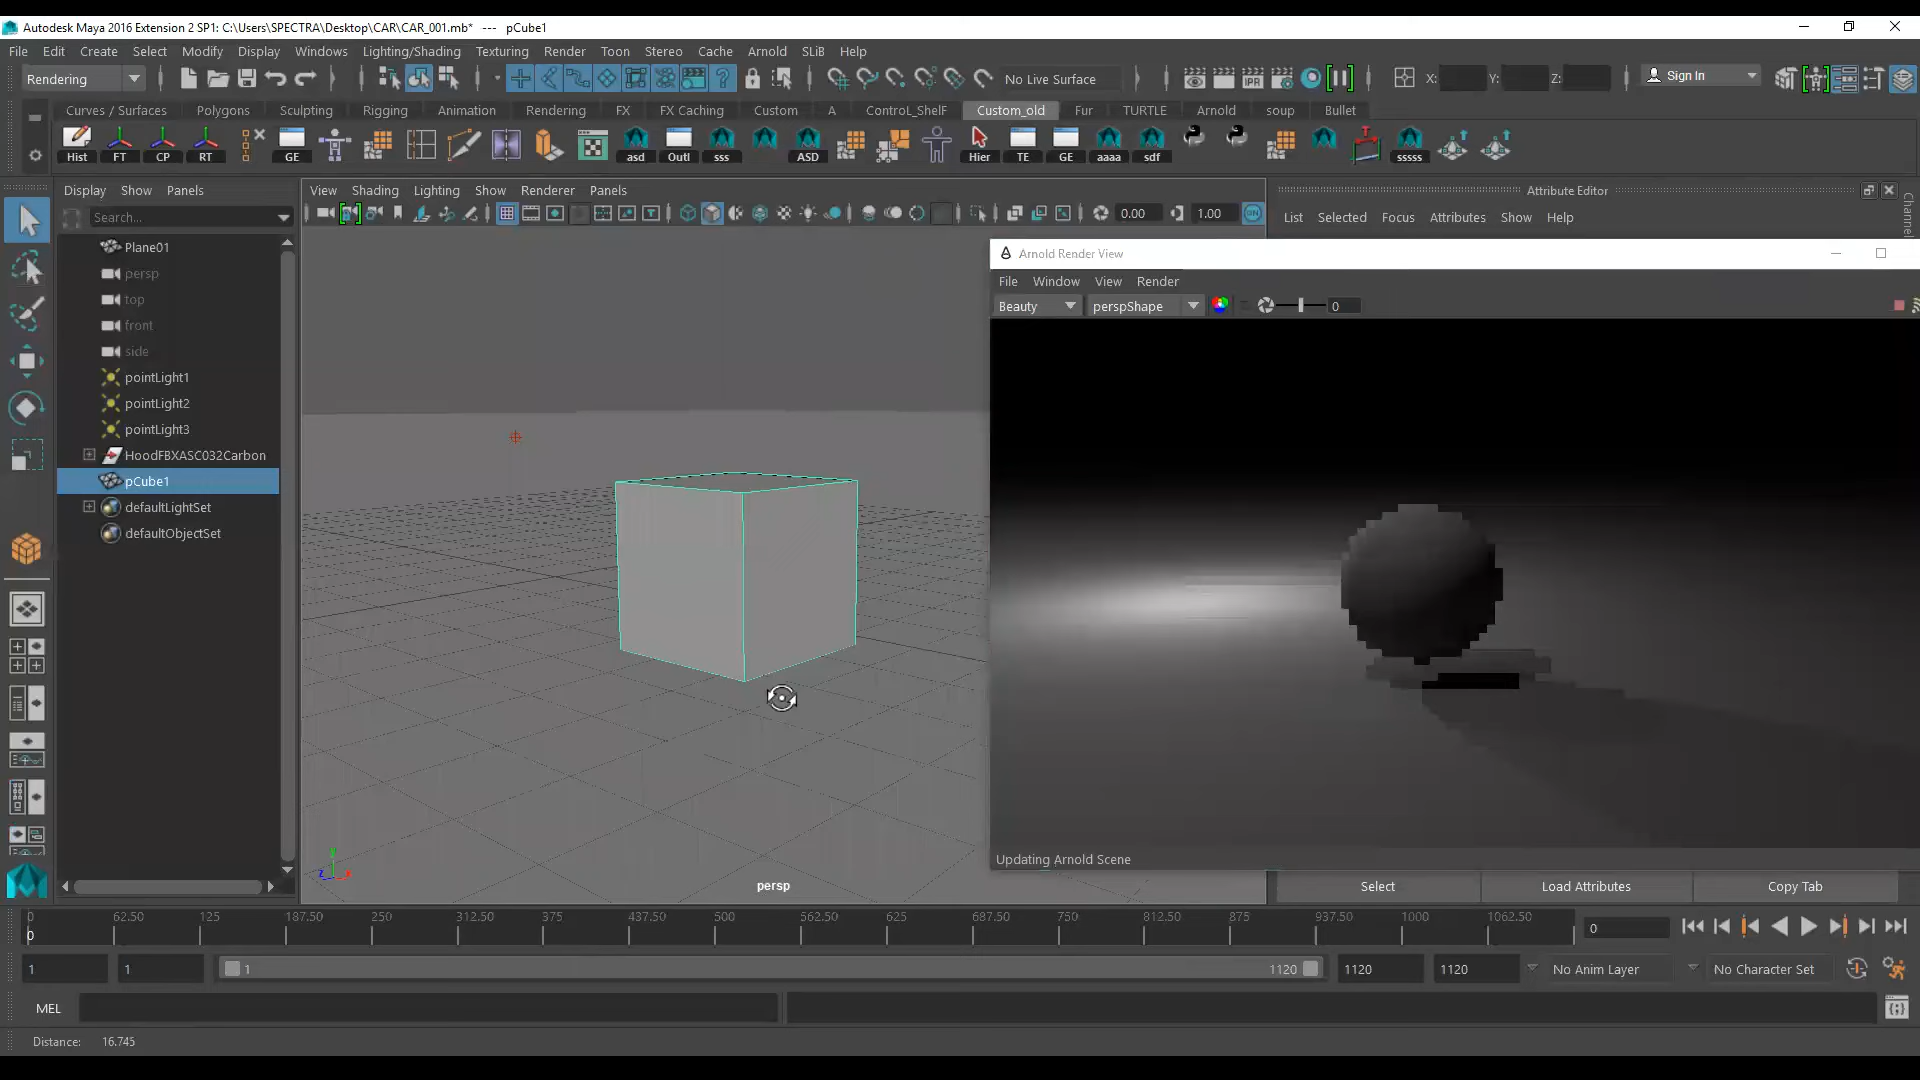 Autodesk Maya 2016 Extension 2 SP1: C:\Users\SPECTRA\Desktop\CAR\CAR_001.mb* --- pCube1
File Edit Create Select Modify Display Windows Lighting/Shading Texturing Render Toon Stereo Cache Arnold SLiB Help
Rendering No Live Surface X: Y: Z: Sign In
Curves / Surfaces Polygons Sculpting Rigging Animation Rendering FX FX Caching Custom A ControL_ShelF Custom_old Fur TURTLE Arnold soup Bullet
Hist FT CP RT GE asd Outl sss ASD Hier TE GE aaaa sdf sssss
Display Show Panels View Shading Lighting Show Renderer Panels Attribute Editor
Search... 0.00 1.00 ON List Selected Focus Attributes Show Help
Channel
Plane01
persp
top
front
side
pointLight1
pointLight2
pointLight3
HoodFBXASC032Carbon
pCube1
defaultLightSet
defaultObjectSet
Arnold Render View
File Window View Render
Beauty perspShape 0
Updating Arnold Scene
y z x
persp
Select Load Attributes Copy Tab
0 62.50 125 187.50 250 312.50 375 437.50 500 562.50 625 687.50 750 812.50 875 937.50 1000 1062.50
0 0
1 1 1 1120 1120 1120 No Anim Layer No Character Set
MEL
Distance: 16.745